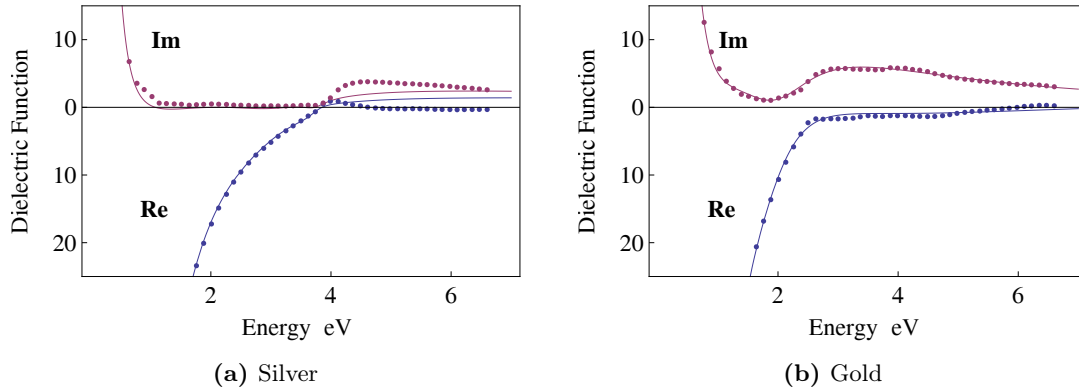 10
0
10
20
Dielectric Function
Im
Re
2 4 6
Energy eV
(a) Silver
10
0
10
20
Dielectric Function
Im
Re
2 4 6
Energy eV
(b) Gold